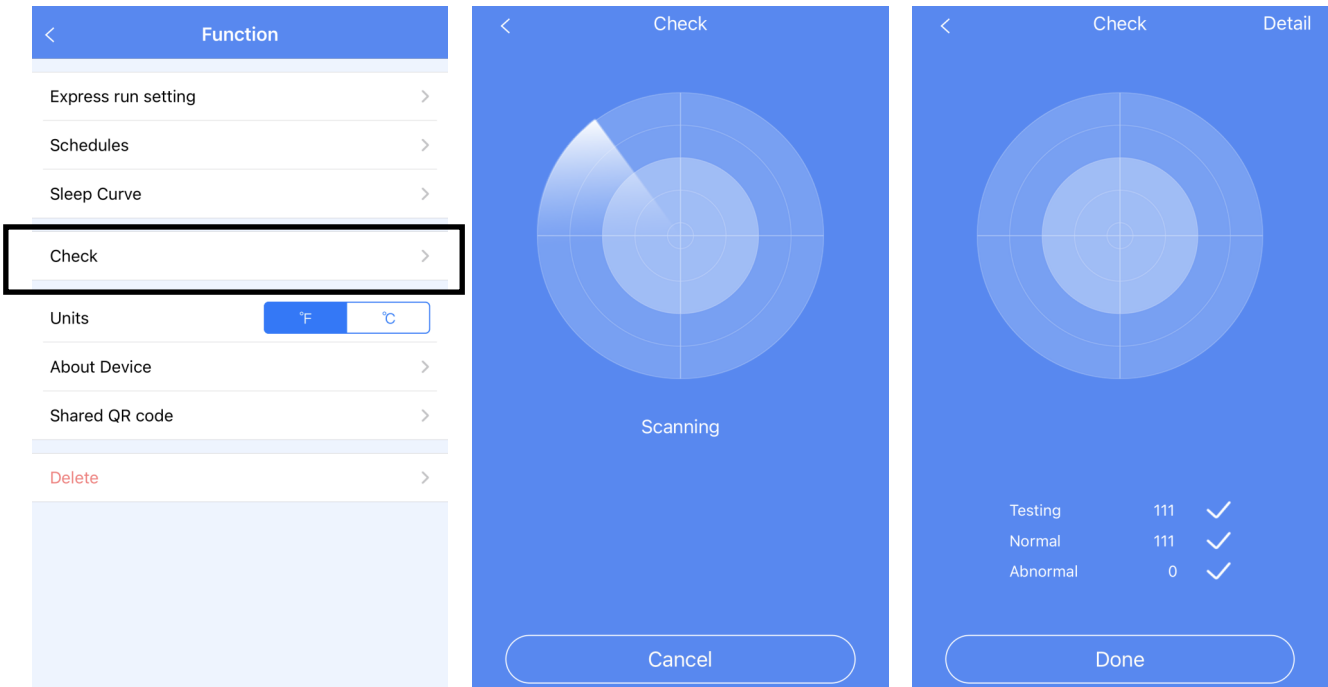 Function
Express run setting
Schedules
Sleep Curve
Check
Units °F °C
About Device
Shared QR code
Delete
Check
Scanning
Cancel
Check Detail
Testing 111
Normal 111
Abnormal 0
Done